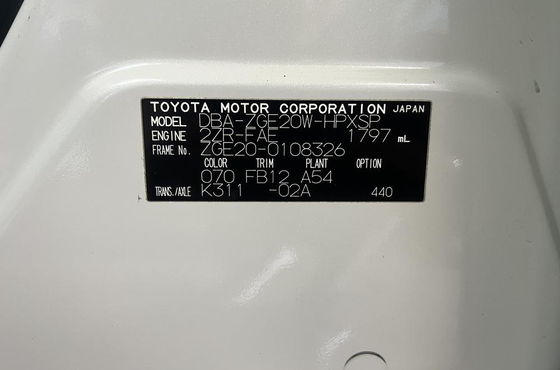 TOYOTA MOTOR CORPORATION JAPAN
MODEL DBA-ZGE20W-HPXSP
ENGINE 2ZR-FAE 1797 mL
FRAME No. ZGE20-0108326
COLOR TRIM PLANT OPTION
070 FB12 A54
TRANS./AXLE K311 -02A 440